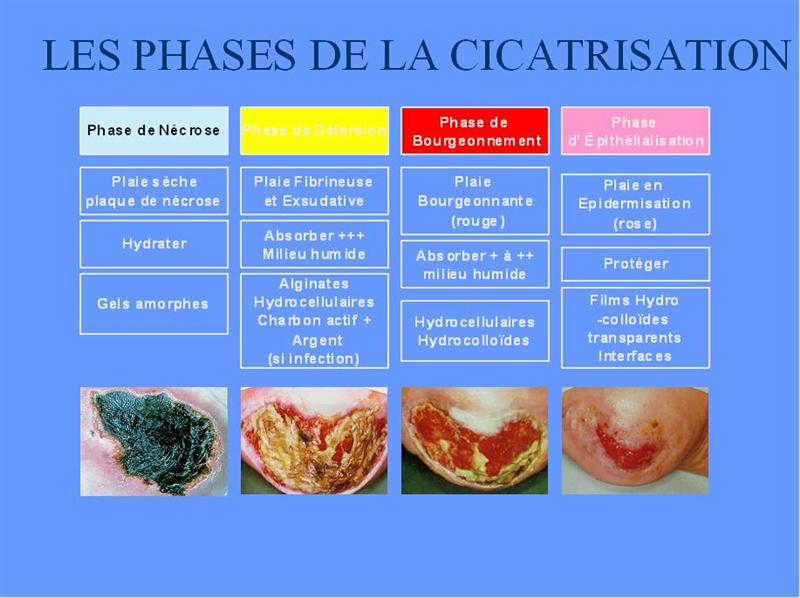 LES PHASES DE LA CICATRISATION
Phase de Nécrose
Phase de Détersion
Phase de
Bourgeonnement
Phase
d' Épithélialisation
Plaie sèche
plaque de nécrose
Plaie Fibrineuse
et Exsudative
Plaie
Bourgeonnante
(rouge)
Plaie en
Epidermisation
(rose)
Hydrater
Absorber +++
Milieu humide
Absorber + à ++
milieu humide
Protéger
Gels amorphes
Alginates
Hydrocellulaires
Charbon actif +
Argent
(si infection)
Hydrocellulaires
Hydrocolloïdes
Films Hydro
-colloïdes
transparents
Interfaces